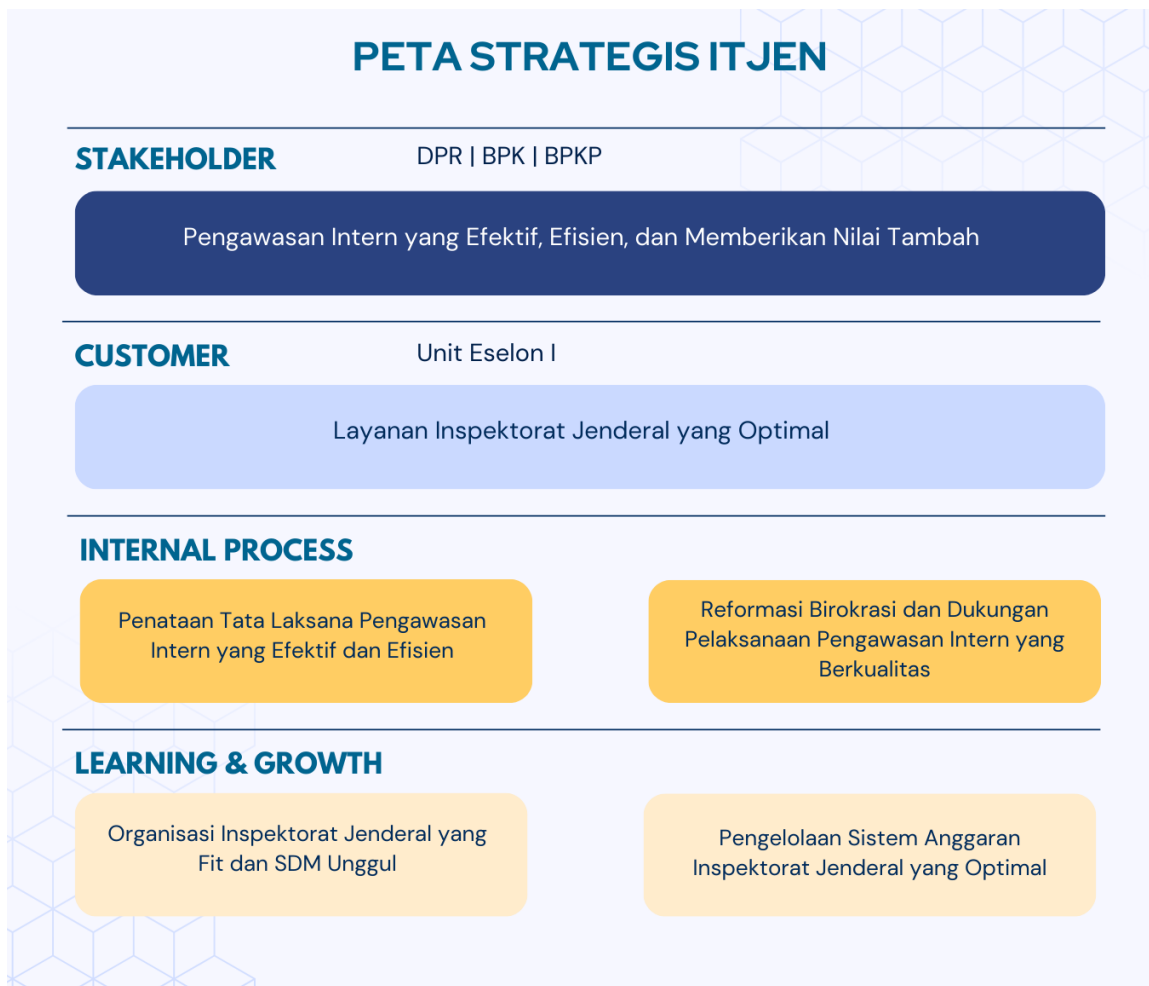 PETA STRATEGIS ITJEN
STAKEHOLDER
DPR | BPK | BPKP
Pengawasan Intern yang Efektif, Efisien, dan Memberikan Nilai Tambah
CUSTOMER
Unit Eselon I
Layanan Inspektorat Jenderal yang Optimal
INTERNAL PROCESS
Penataan Tata Laksana Pengawasan
Intern yang Efektif dan Efisien
Reformasi Birokrasi dan Dukungan
Pelaksanaan Pengawasan Intern yang
Berkualitas
LEARNING & GROWTH
Organisasi Inspektorat Jenderal yang
Fit dan SDM Unggul
Pengelolaan Sistem Anggaran
Inspektorat Jenderal yang Optimal